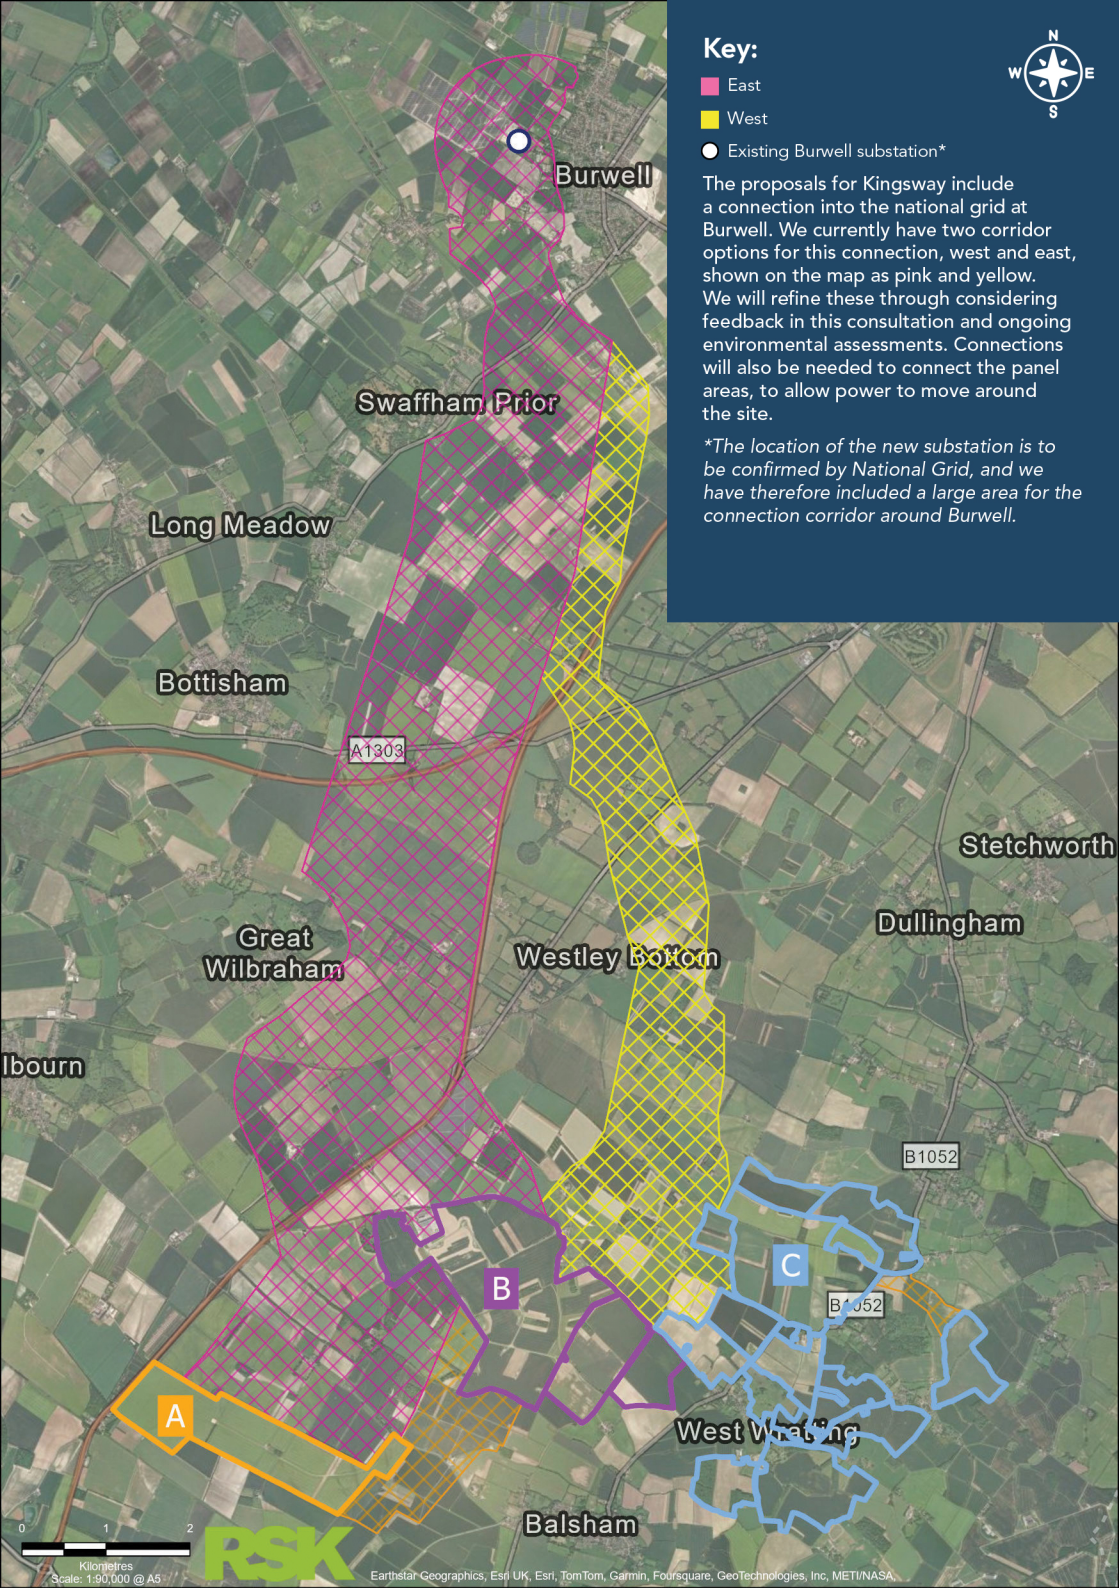 Key:
East
West
Existing Burwell substation*
The proposals for Kingsway include
a connection into the national grid at
Burwell. We currently have two corridor
options for this connection, west and east,
shown on the map as pink and yellow.
We will refine these through considering
feedback in this consultation and ongoing
environmental assessments. Connections
will also be needed to connect the panel
areas, to allow power to move around
the site.
*The location of the new substation is to
be confirmed by National Grid, and we
have therefore included a large area for the
connection corridor around Burwell.
N
W E
S
Burwell
Swaffham Prior
Long Meadow
Bottisham
A1303
Stetchworth
Dullingham
Great
Wilbraham
Westley Bottom
lbourn
B1052
C
B
B1052
A
West Wratting
Balsham
0 1 2
Kilometres
Scale: 1:90,000 @ A5
RSK
Earthstar Geographics, Esri UK, Esri, TomTom, Garmin, Foursquare, GeoTechnologies, Inc, METI/NASA,